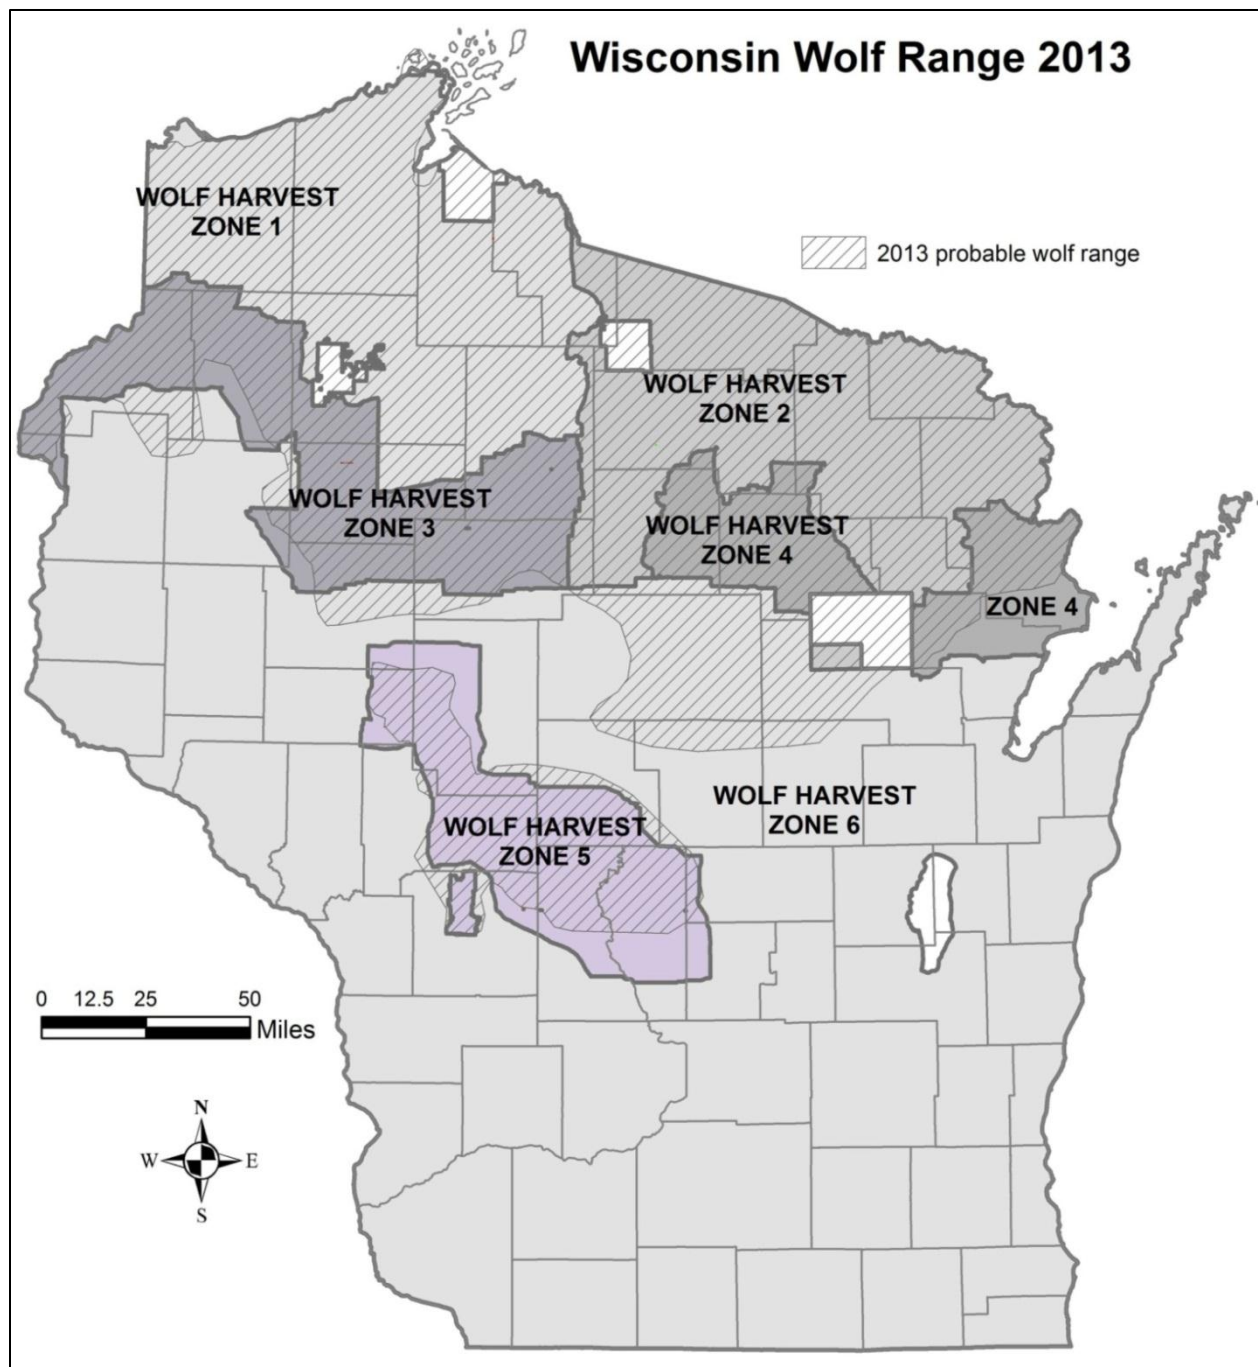 Wisconsin Wolf Range 2013
WOLF HARVEST
ZONE 1
2013 probable wolf range
WOLF HARVEST
ZONE 2
WOLF HARVEST
ZONE 3
WOLF HARVEST
ZONE 4
ZONE 4
WOLF HARVEST
ZONE 6
WOLF HARVEST
ZONE 5
0 12.5 25 50
Miles
N
W E
S